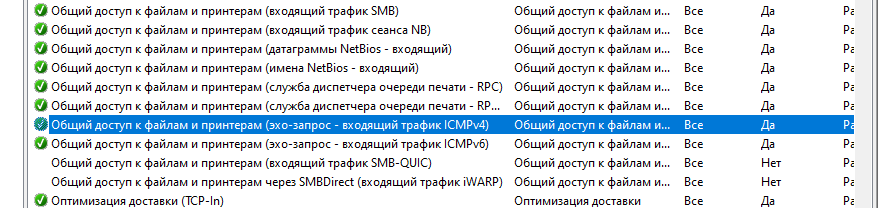 Общий доступ к файлам и принтерам (входящий трафик SMB) Общий доступ к файлам и... Все Да Ра
Общий доступ к файлам и принтерам (входящий трафик сеанса NB) Общий доступ к файлам и... Все Да Ра
Общий доступ к файлам и принтерам (датаграммы NetBios - входящий) Общий доступ к файлам и... Все Да Ра
Общий доступ к файлам и принтерам (имена NetBios - входящий) Общий доступ к файлам и... Все Да Ра
Общий доступ к файлам и принтерам (служба диспетчера очереди печати - RPC) Общий доступ к файлам и... Все Да Ра
Общий доступ к файлам и принтерам (служба диспетчера очереди печати - RP... Общий доступ к файлам и... Все Да Ра
Общий доступ к файлам и принтерам (эхо-запрос - входящий трафик ICMPv4) Общий доступ к файлам и... Все Да Ра
Общий доступ к файлам и принтерам (эхо-запрос - входящий трафик ICMPv6) Общий доступ к файлам и... Все Да Ра
Общий доступ к файлам и принтерам (входящий трафик SMB-QUIC) Общий доступ к файлам и... Все Нет Ра
Общий доступ к файлам и принтерам через SMBDirect (входящий трафик iWARP) Общий доступ к файлам и... Все Нет Ра
Оптимизация доставки (TCP-In) Оптимизация доставки Все Да Ра